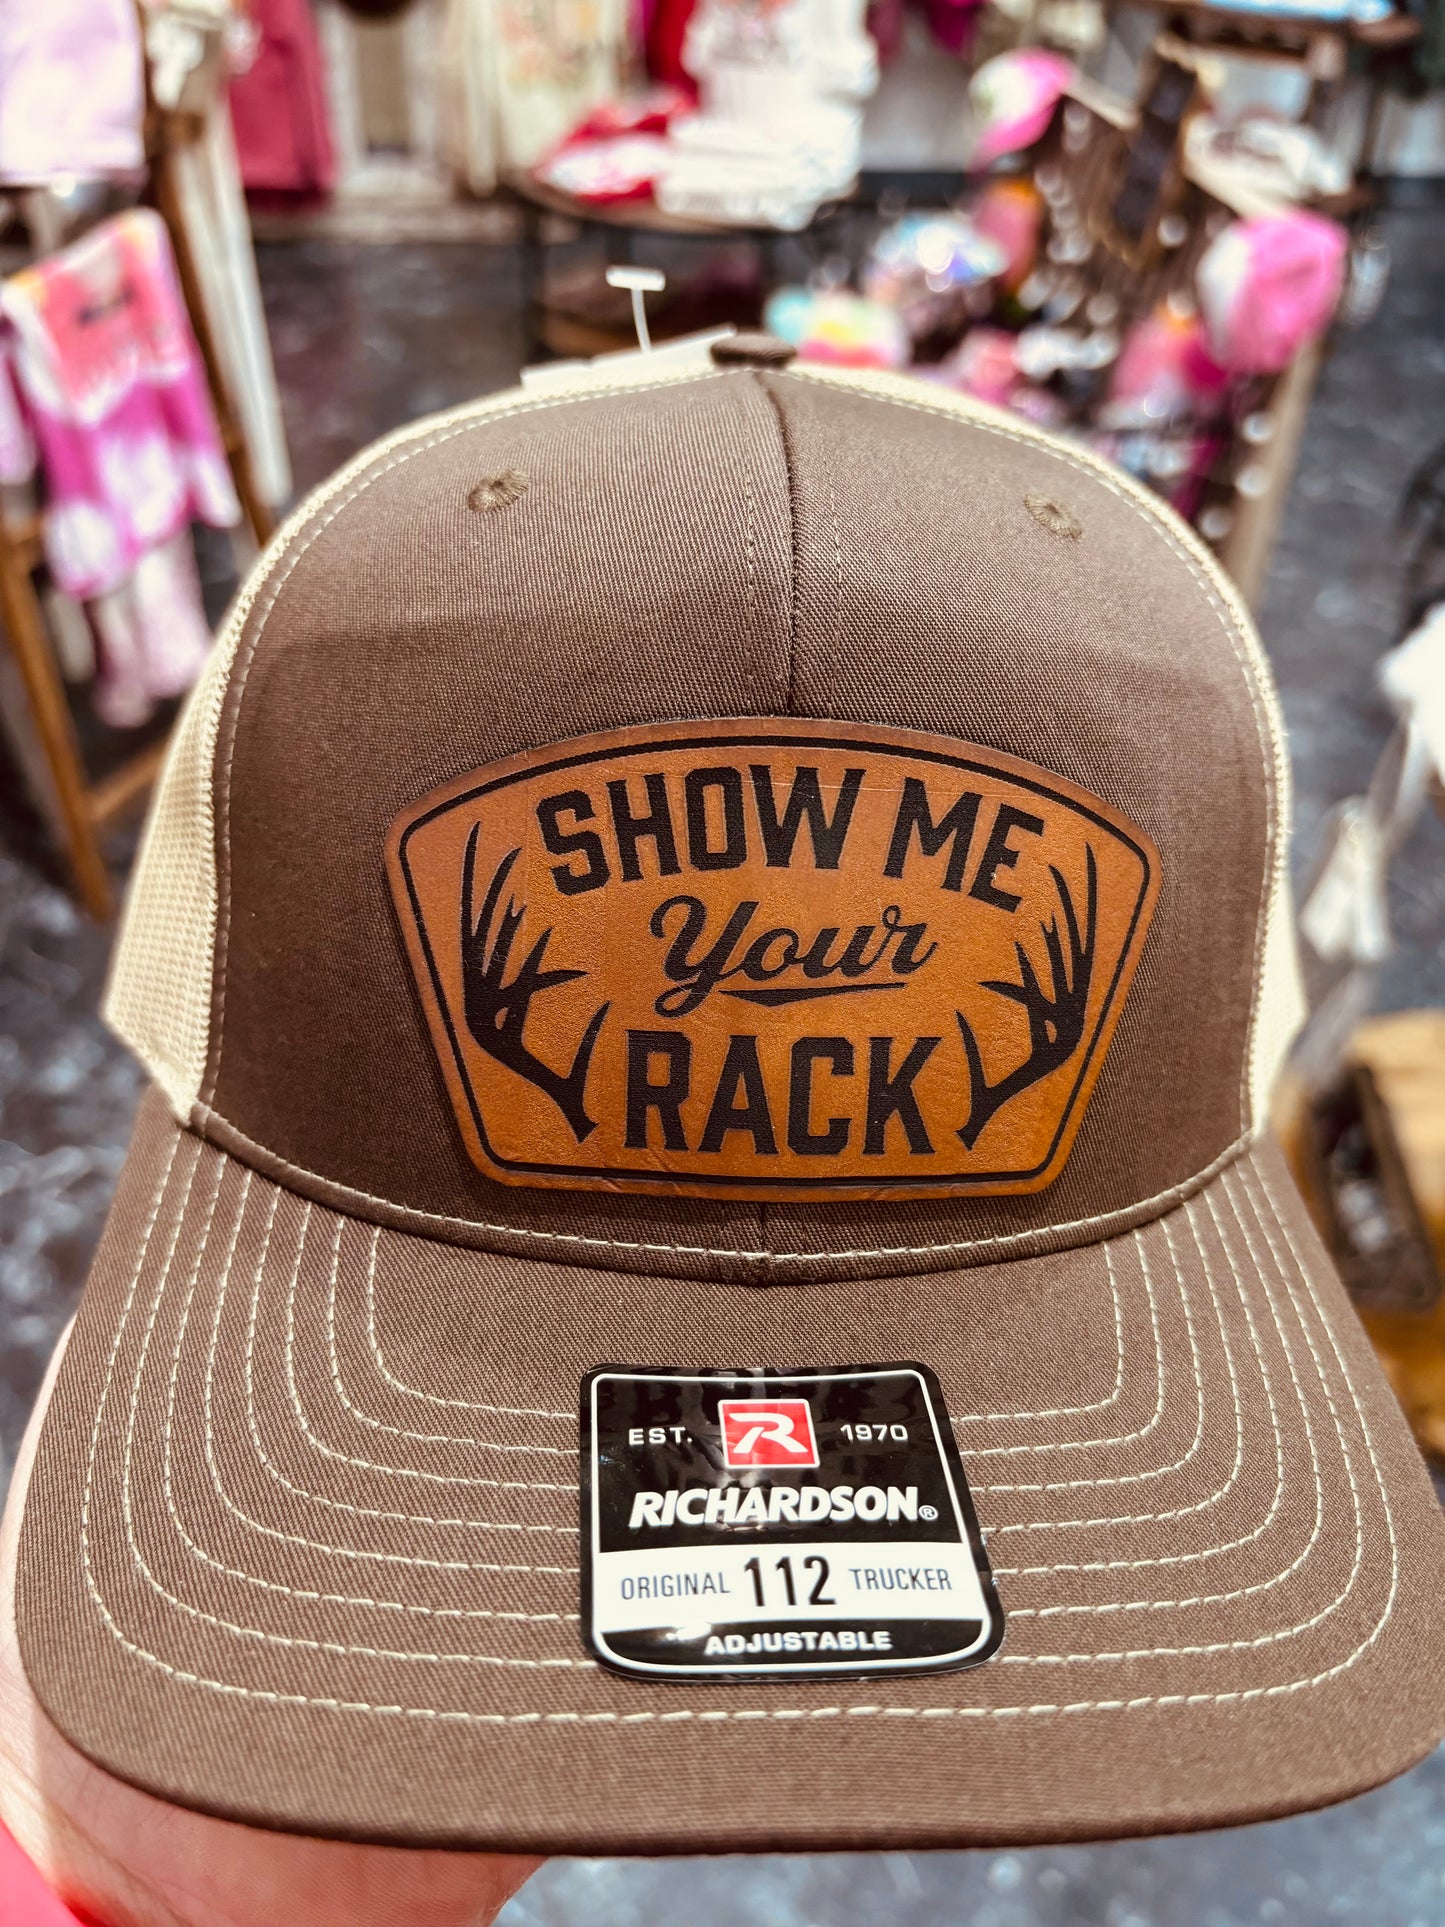 SHOW ME
Your
RACK
EST. R 1970
RICHARDSON®
ORIGINAL 112 TRUCKER
ADJUSTABLE